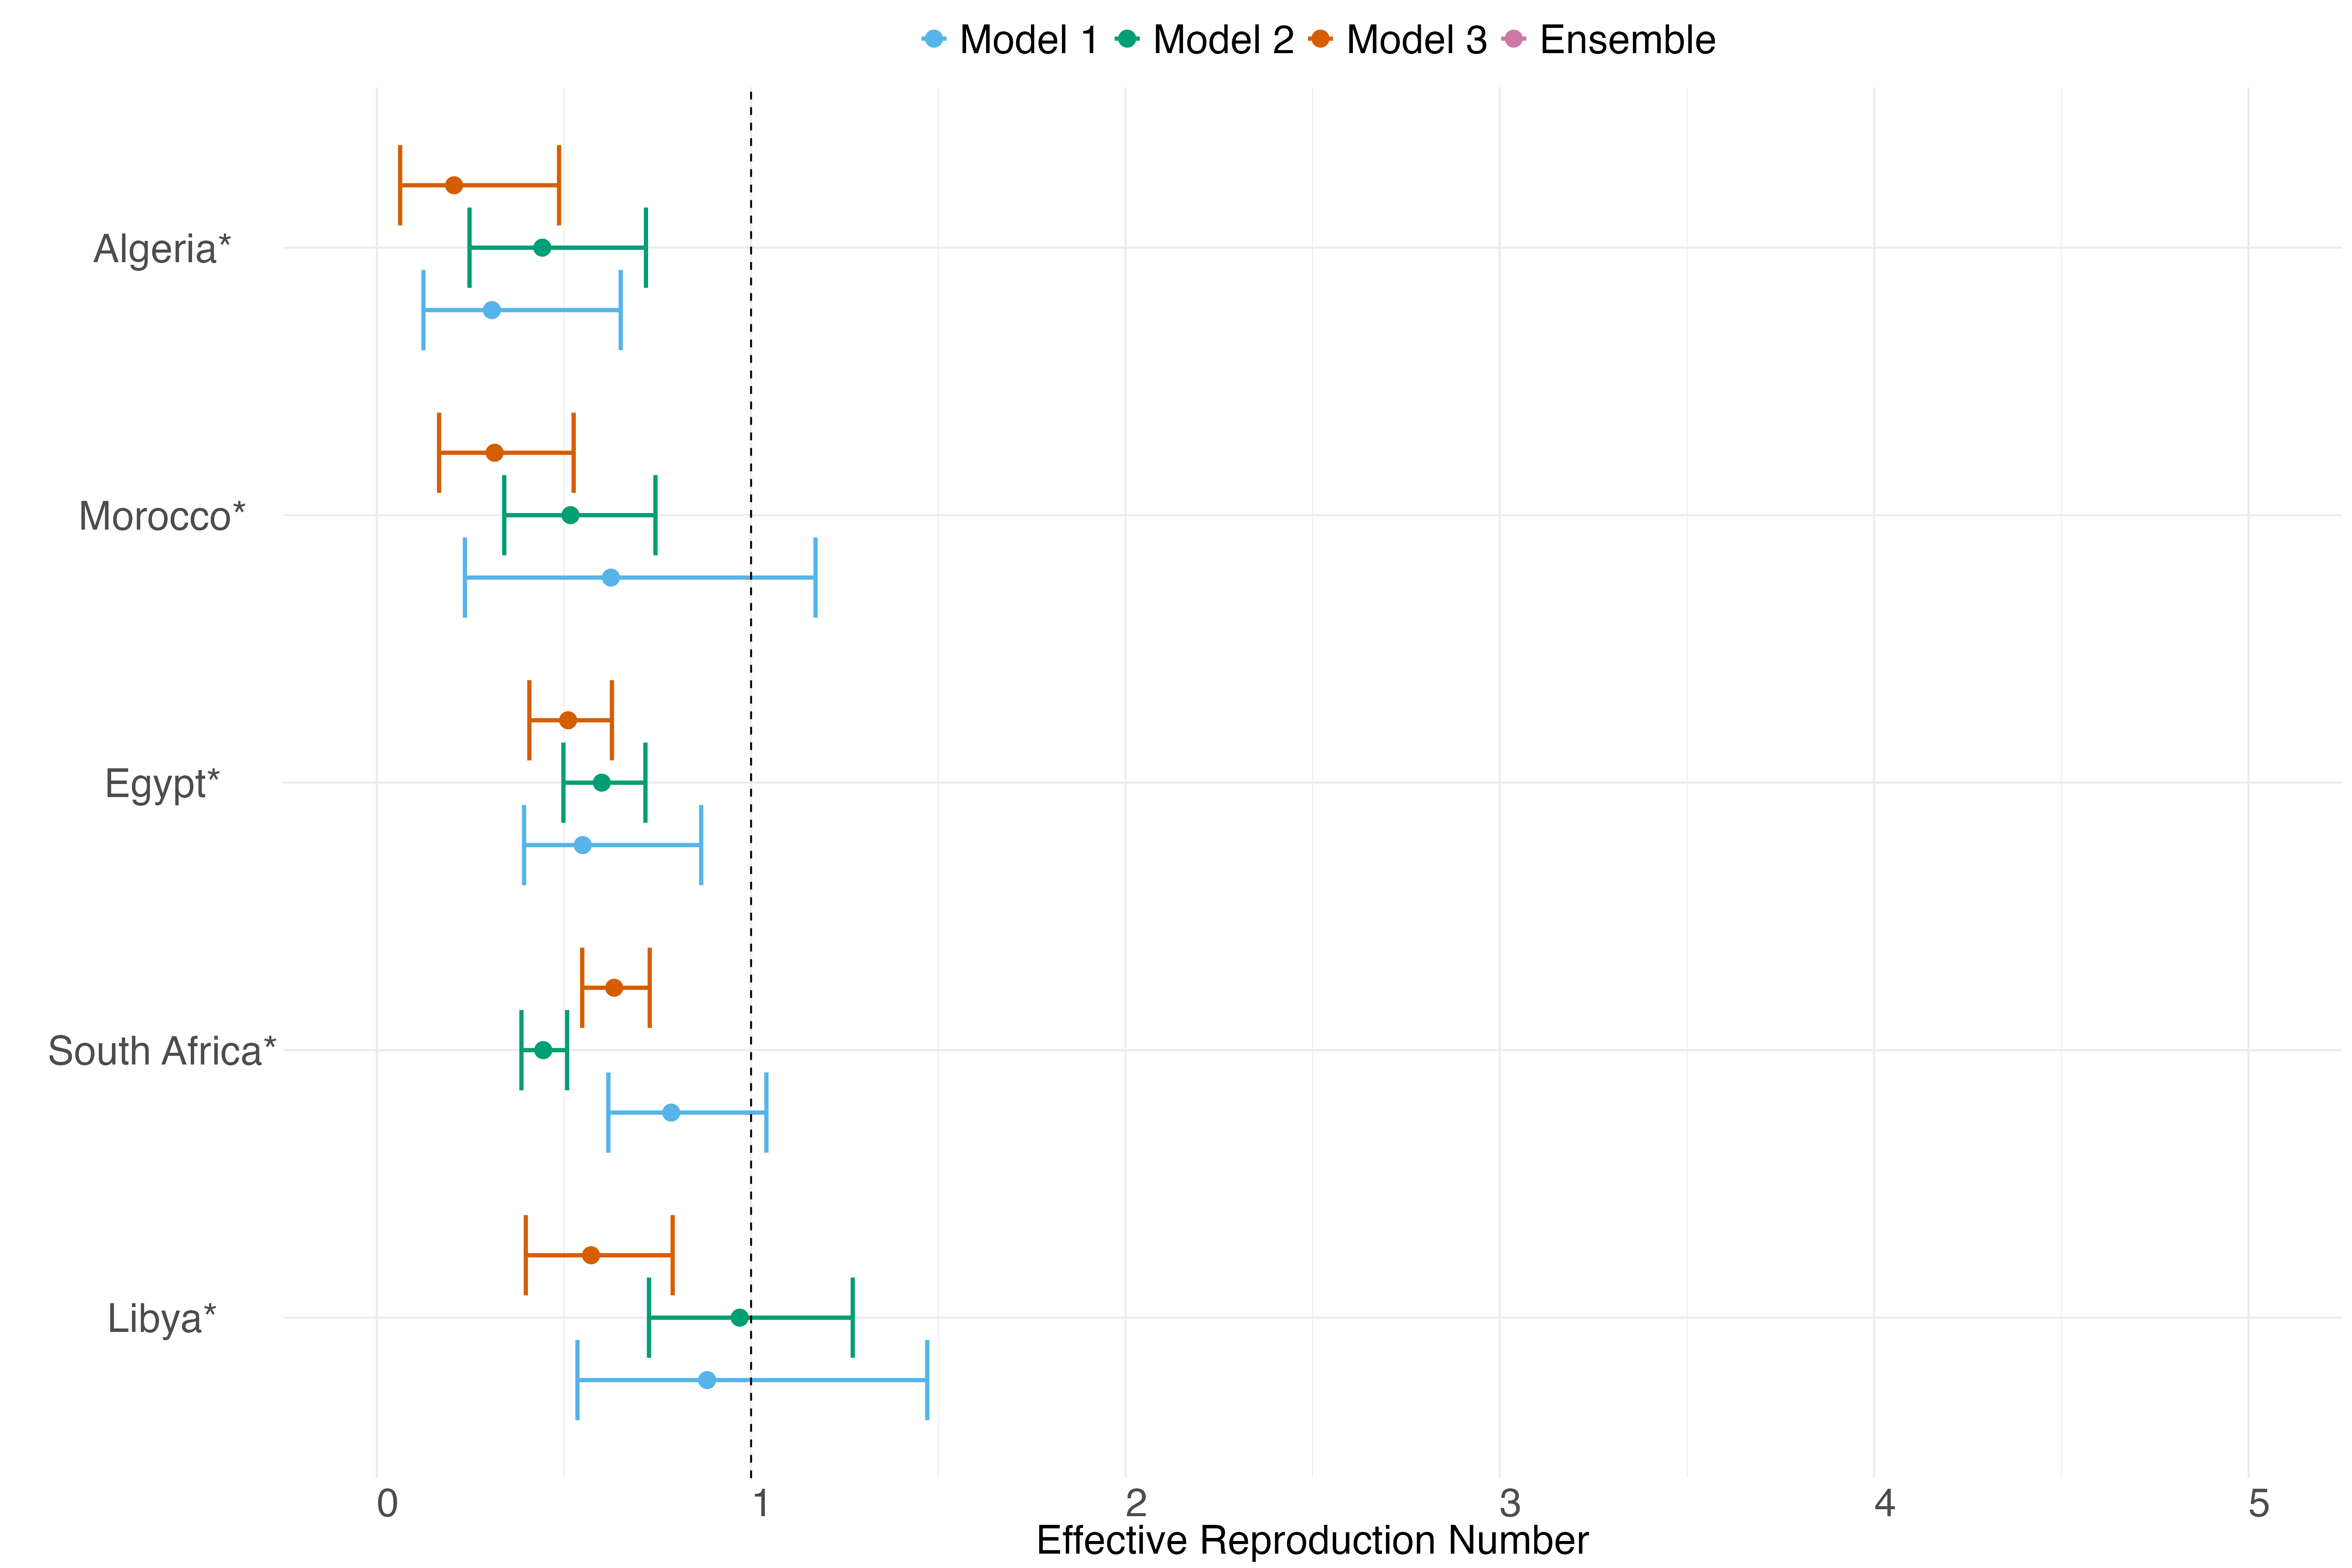 Model 1 Model 2 Model 3 Ensemble
Algeria*
Morocco*
Egypt*
South Africa*
Libya*
0 1 2 3 4 5
Effective Reproduction Number